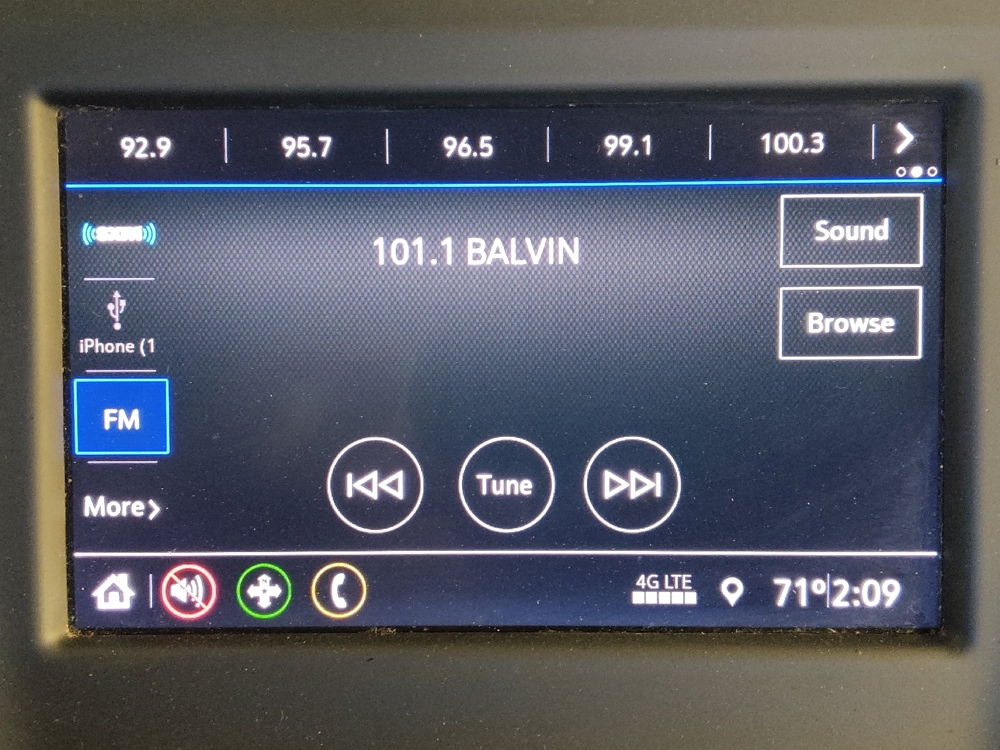 92.9 95.7 96.5 99.1 100.3
SXM
Sound
101.1 BALVIN
Browse
iPhone (1
FM
Tune
More
4G LTE
71° 2:09